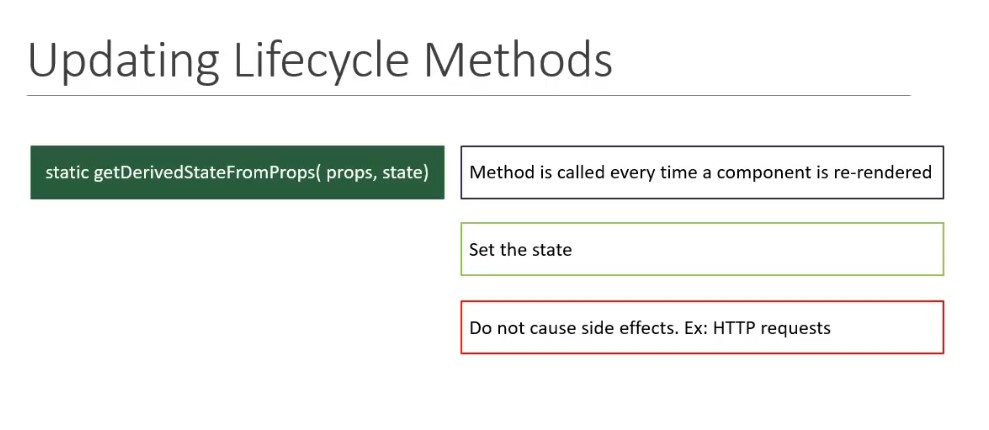 Updating Lifecycle Methods
static getDerivedStateFromProps( props, state)
Method is called every time a component is re-rendered
Set the state
Do not cause side effects. Ex: HTTP requests